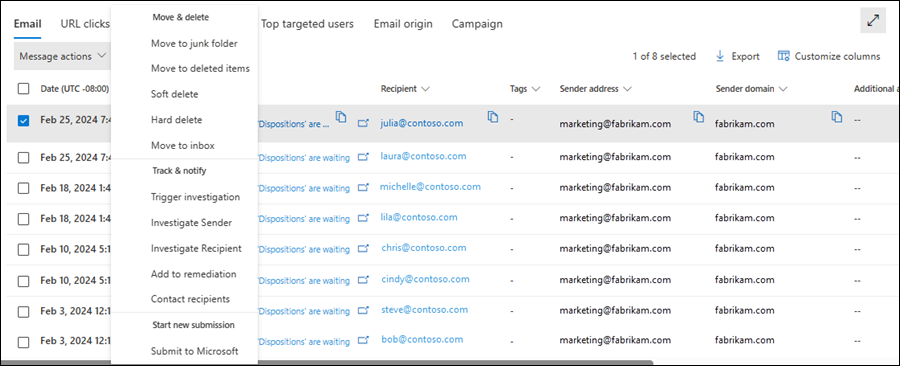 Email URL clicks Top targeted users Email origin Campaign
Message actions 1 of 8 selected Export Customize columns
Move & delete
Move to junk folder
Move to deleted items
Soft delete
Hard delete
Move to inbox
Track & notify
Trigger investigation
Investigate Sender
Investigate Recipient
Add to remediation
Contact recipients
Start new submission
Submit to Microsoft
Date (UTC -08:00) Recipient Tags Sender address Sender domain Additional a
Feb 25, 2024 7:4 'Dispositions' are ... julia@contoso.com - marketing@fabrikam.com fabrikam.com --
Feb 25, 2024 7:4 'Dispositions' are waiting laura@contoso.com - marketing@fabrikam.com fabrikam.com --
Feb 18, 2024 1:4 'Dispositions' are waiting michelle@contoso.com - marketing@fabrikam.com fabrikam.com --
Feb 18, 2024 1:4 'Dispositions' are waiting lila@contoso.com - marketing@fabrikam.com fabrikam.com --
Feb 10, 2024 5:1 'Dispositions' are waiting chris@contoso.com - marketing@fabrikam.com fabrikam.com --
Feb 10, 2024 5:1 'Dispositions' are waiting cindy@contoso.com - marketing@fabrikam.com fabrikam.com --
Feb 3, 2024 12:1 'Dispositions' are waiting steve@contoso.com - marketing@fabrikam.com fabrikam.com --
Feb 3, 2024 12:1 'Dispositions' are waiting bob@contoso.com - marketing@fabrikam.com fabrikam.com --